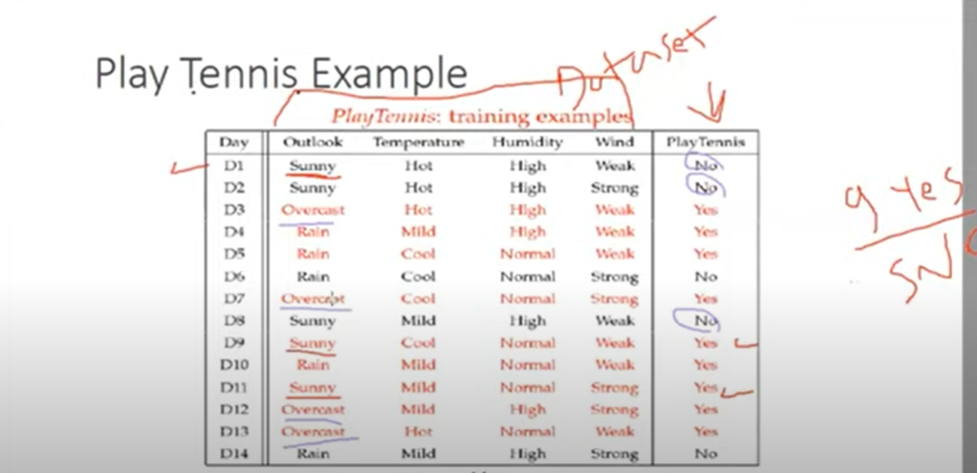 Dataset
Play Tennis Example
PlayTennis: training examples
Day Outlook Temperature Humidity Wind PlayTennis
D1 Sunny Hot High Weak No
D2 Sunny Hot High Strong No
D3 Overcast Hot High Weak Yes
D4 Rain Mild High Weak Yes
D5 Rain Cool Normal Weak Yes
D6 Rain Cool Normal Strong No
D7 Overcast Cool Normal Strong Yes
D8 Sunny Mild High Weak No
D9 Sunny Cool Normal Weak Yes
D10 Rain Mild Normal Weak Yes
D11 Sunny Mild Normal Strong Yes
D12 Overcast Mild High Strong Yes
D13 Overcast Hot Normal Weak Yes
D14 Rain Mild High Strong No
9 Yes